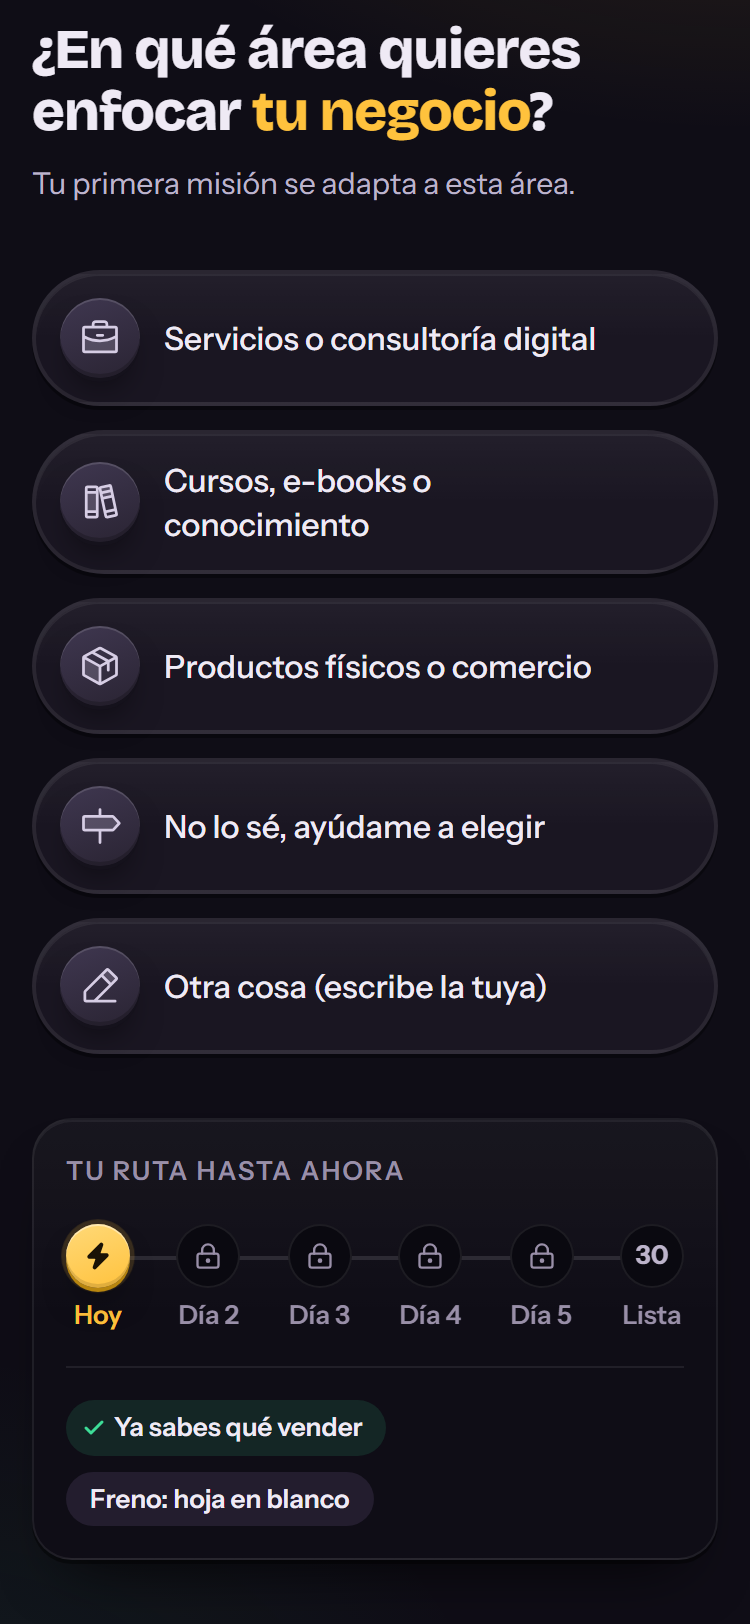 ¿En qué área quieres
enfocar tu negocio?
Tu primera misión se adapta a esta área.
Servicios o consultoría digital
Cursos, e-books o
conocimiento
Productos físicos o comercio
No lo sé, ayúdame a elegir
Otra cosa (escribe la tuya)
TU RUTA HASTA AHORA
30
Hoy Día 2 Día 3 Día 4 Día 5 Lista
Ya sabes qué vender
Freno: hoja en blanco